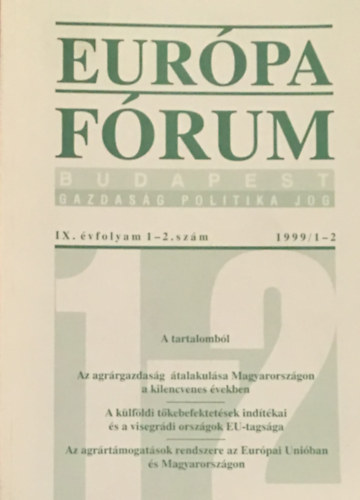 EURÓPA
FÓRUM
BUDAPEST
GAZDASÁG POLITIKA JOG
IX. évfolyam 1–2. szám 1999/1–2
1–2
A tartalomból
Az agrárgazdaság átalakulása Magyarországon
a kilencvenes években
A külföldi tőkebefektetések indítékai
és a visegrádi országok EU-tagsága
Az agrártámogatások rendszere az Európai Unióban
és Magyarországon